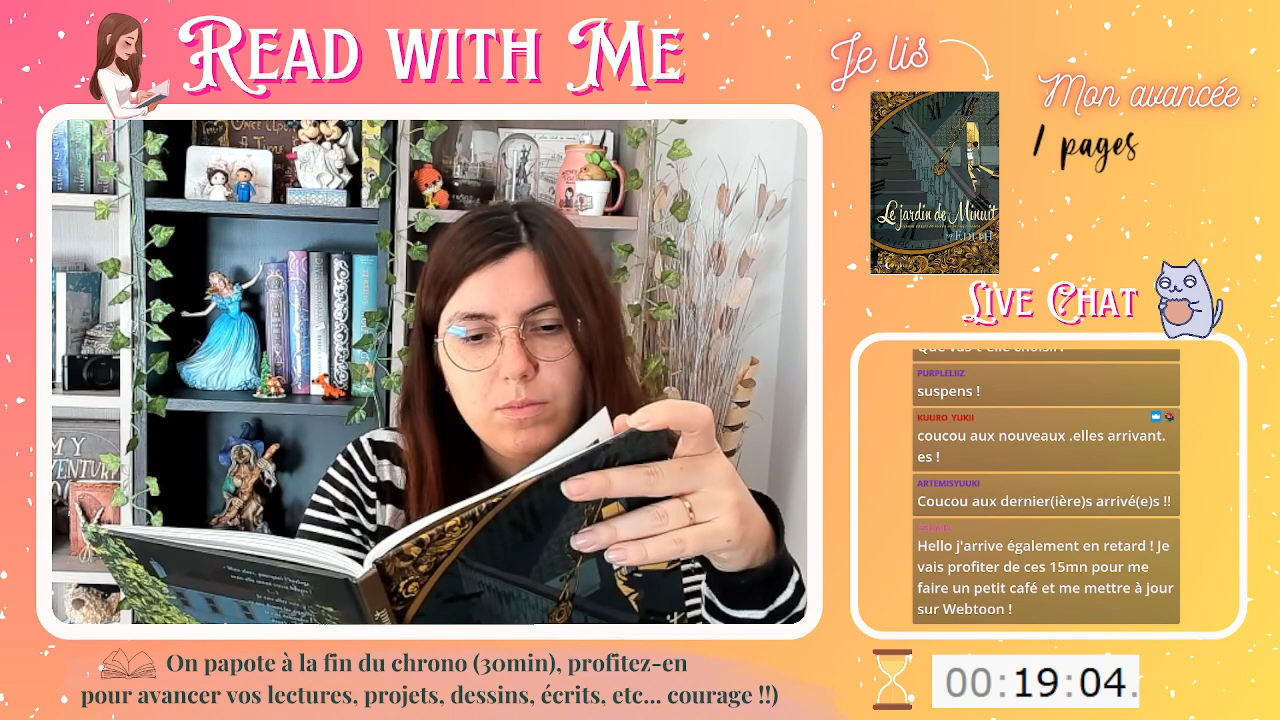 READ WITH ME
Je lis
Mon avancée :
/ pages
Le jardin de Minuit
EDITH
LIVE CHAT
PURPLELIIZ
suspens !
KUURO_YUKII
coucou aux nouveaux .elles arrivant.
es !
ARTEMISYUUKI
Coucou aux dernier(ière)s arrivé(e)s !!
Hello j'arrive également en retard ! Je
vais profiter de ces 15mn pour me
faire un petit café et me mettre à jour
sur Webtoon !
On papote à la fin du chrono (30min), profitez-en
pour avancer vos lectures, projets, dessins, écrits, etc... courage !!)
00:19:04.